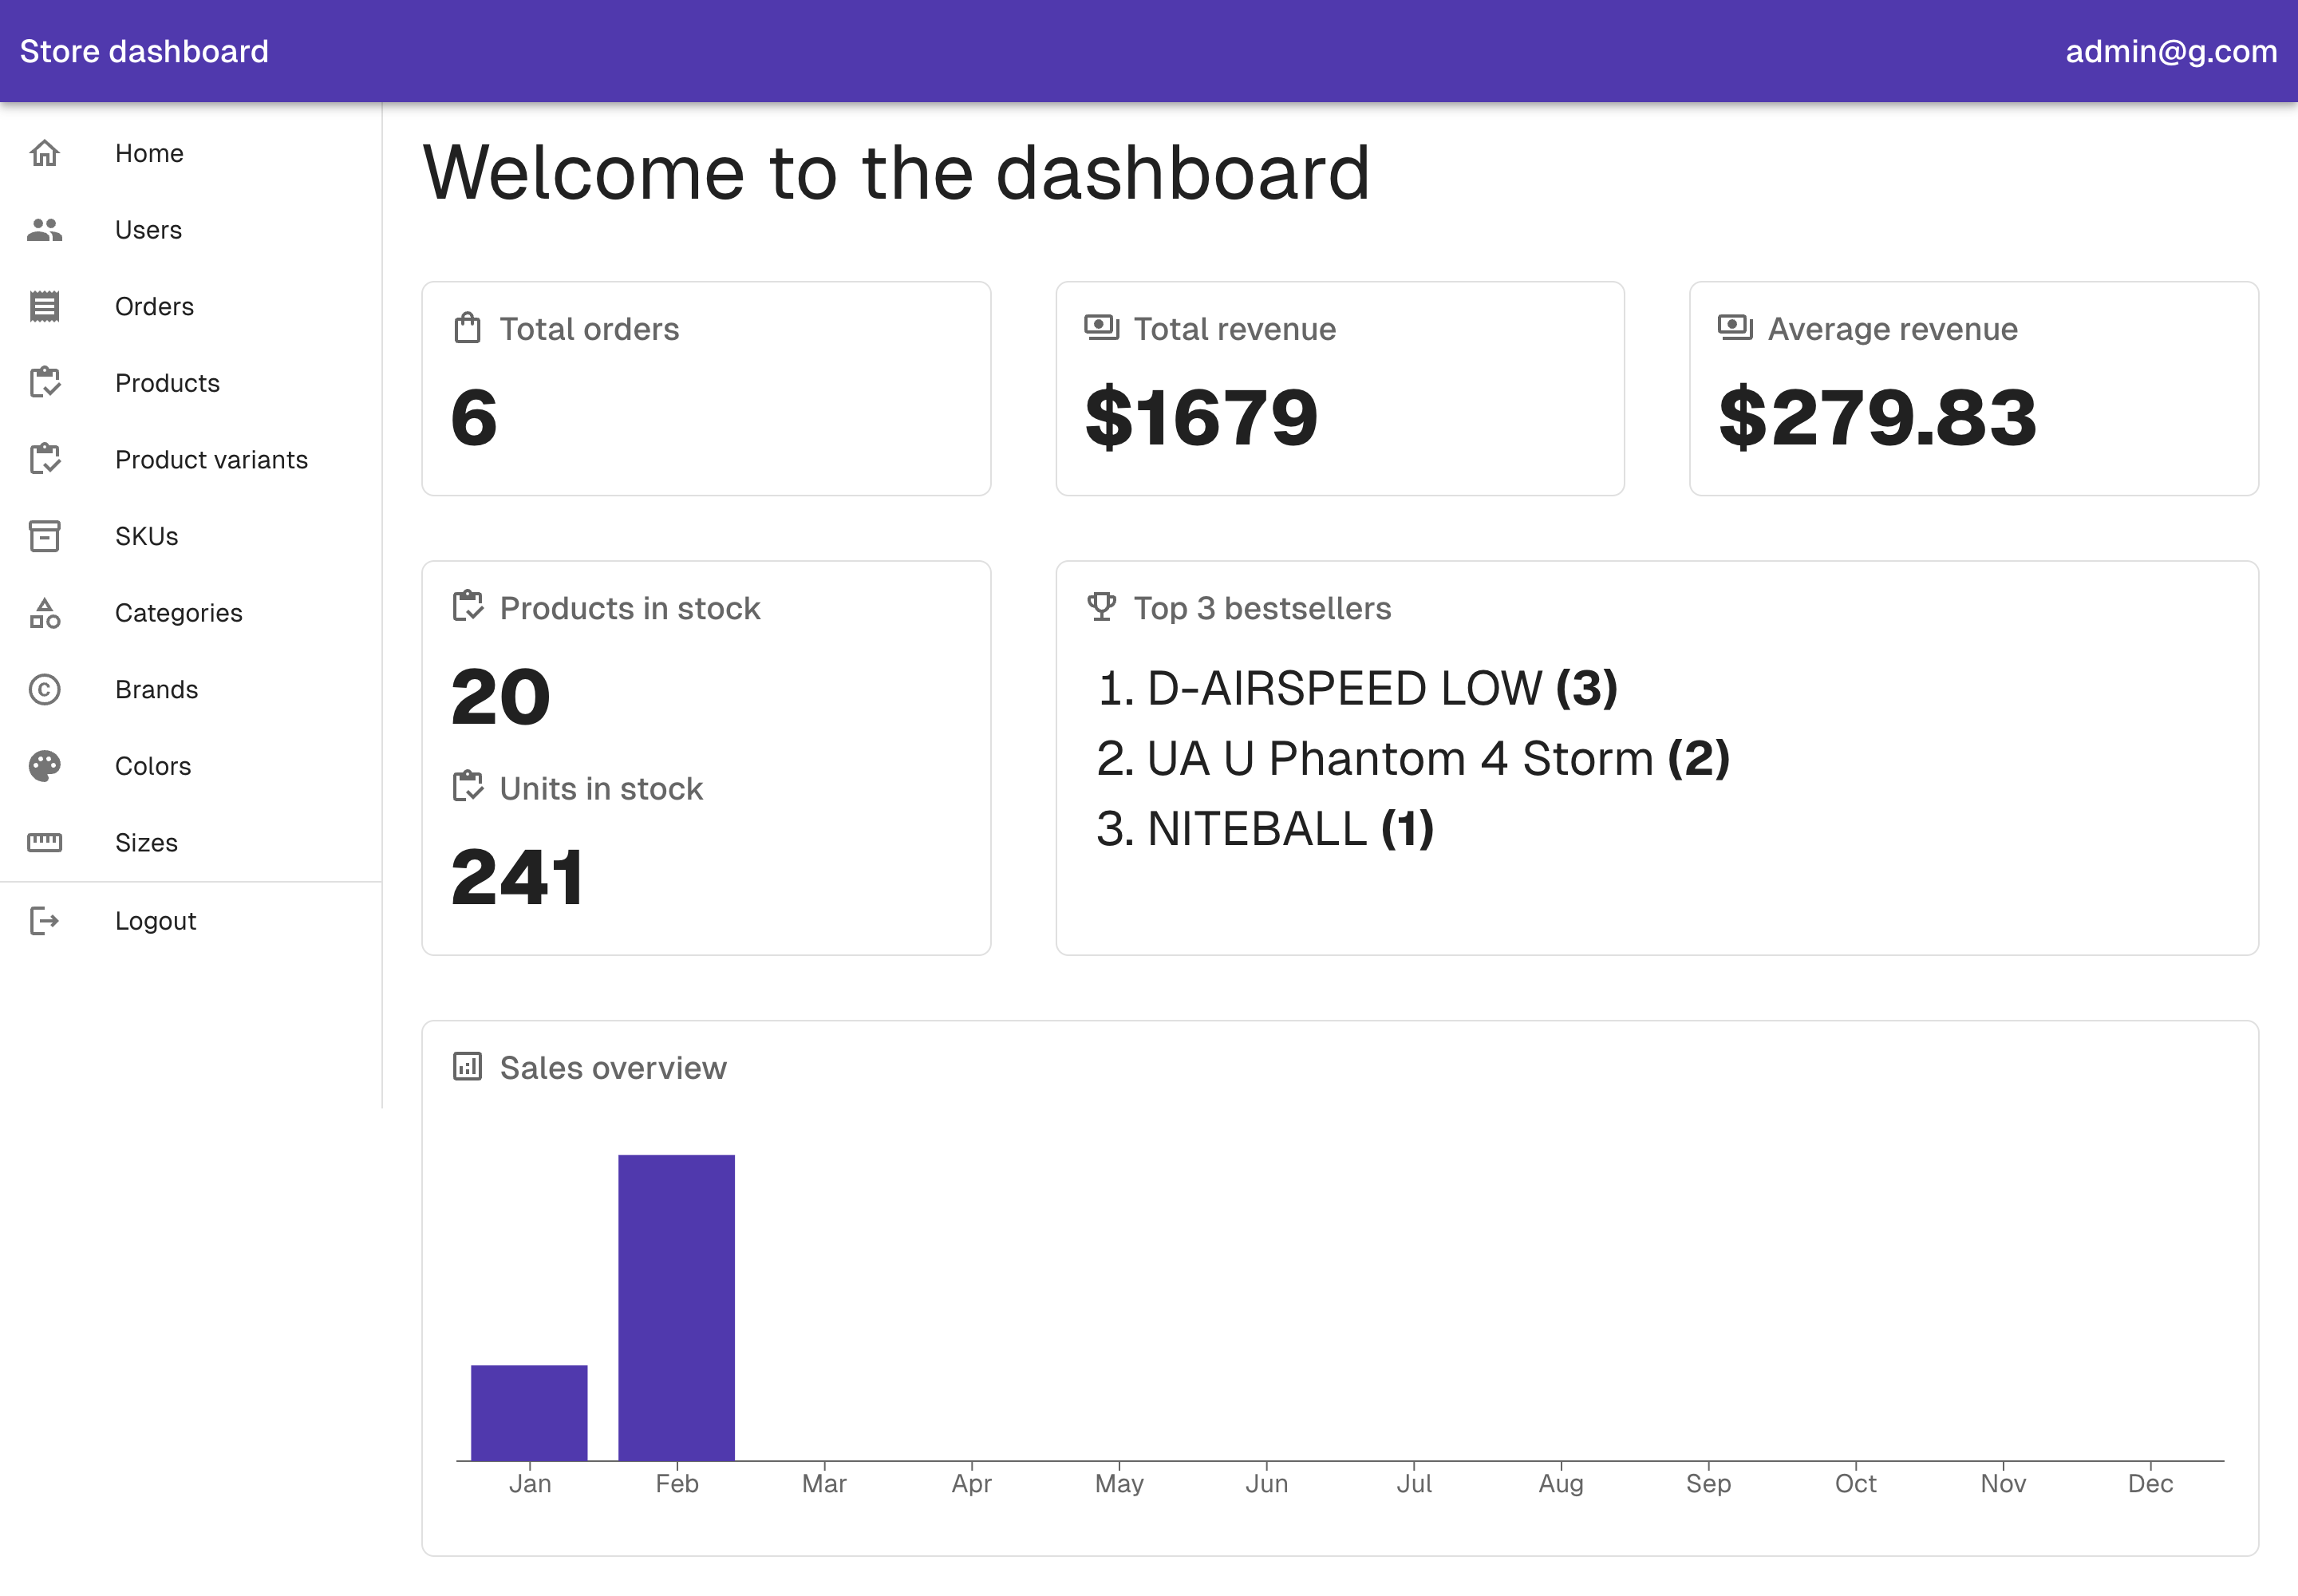 Store dashboard
admin@g.com
Home
Users
Orders
Products
Product variants
SKUs
Categories
Brands
Colors
Sizes
Logout
Welcome to the dashboard
Total orders
6
Total revenue
$1679
Average revenue
$279.83
Products in stock
20
Units in stock
241
Top 3 bestsellers
1. D-AIRSPEED LOW (3)
2. UA U Phantom 4 Storm (2)
3. NITEBALL (1)
Sales overview
Jan Feb Mar Apr May Jun Jul Aug Sep Oct Nov Dec